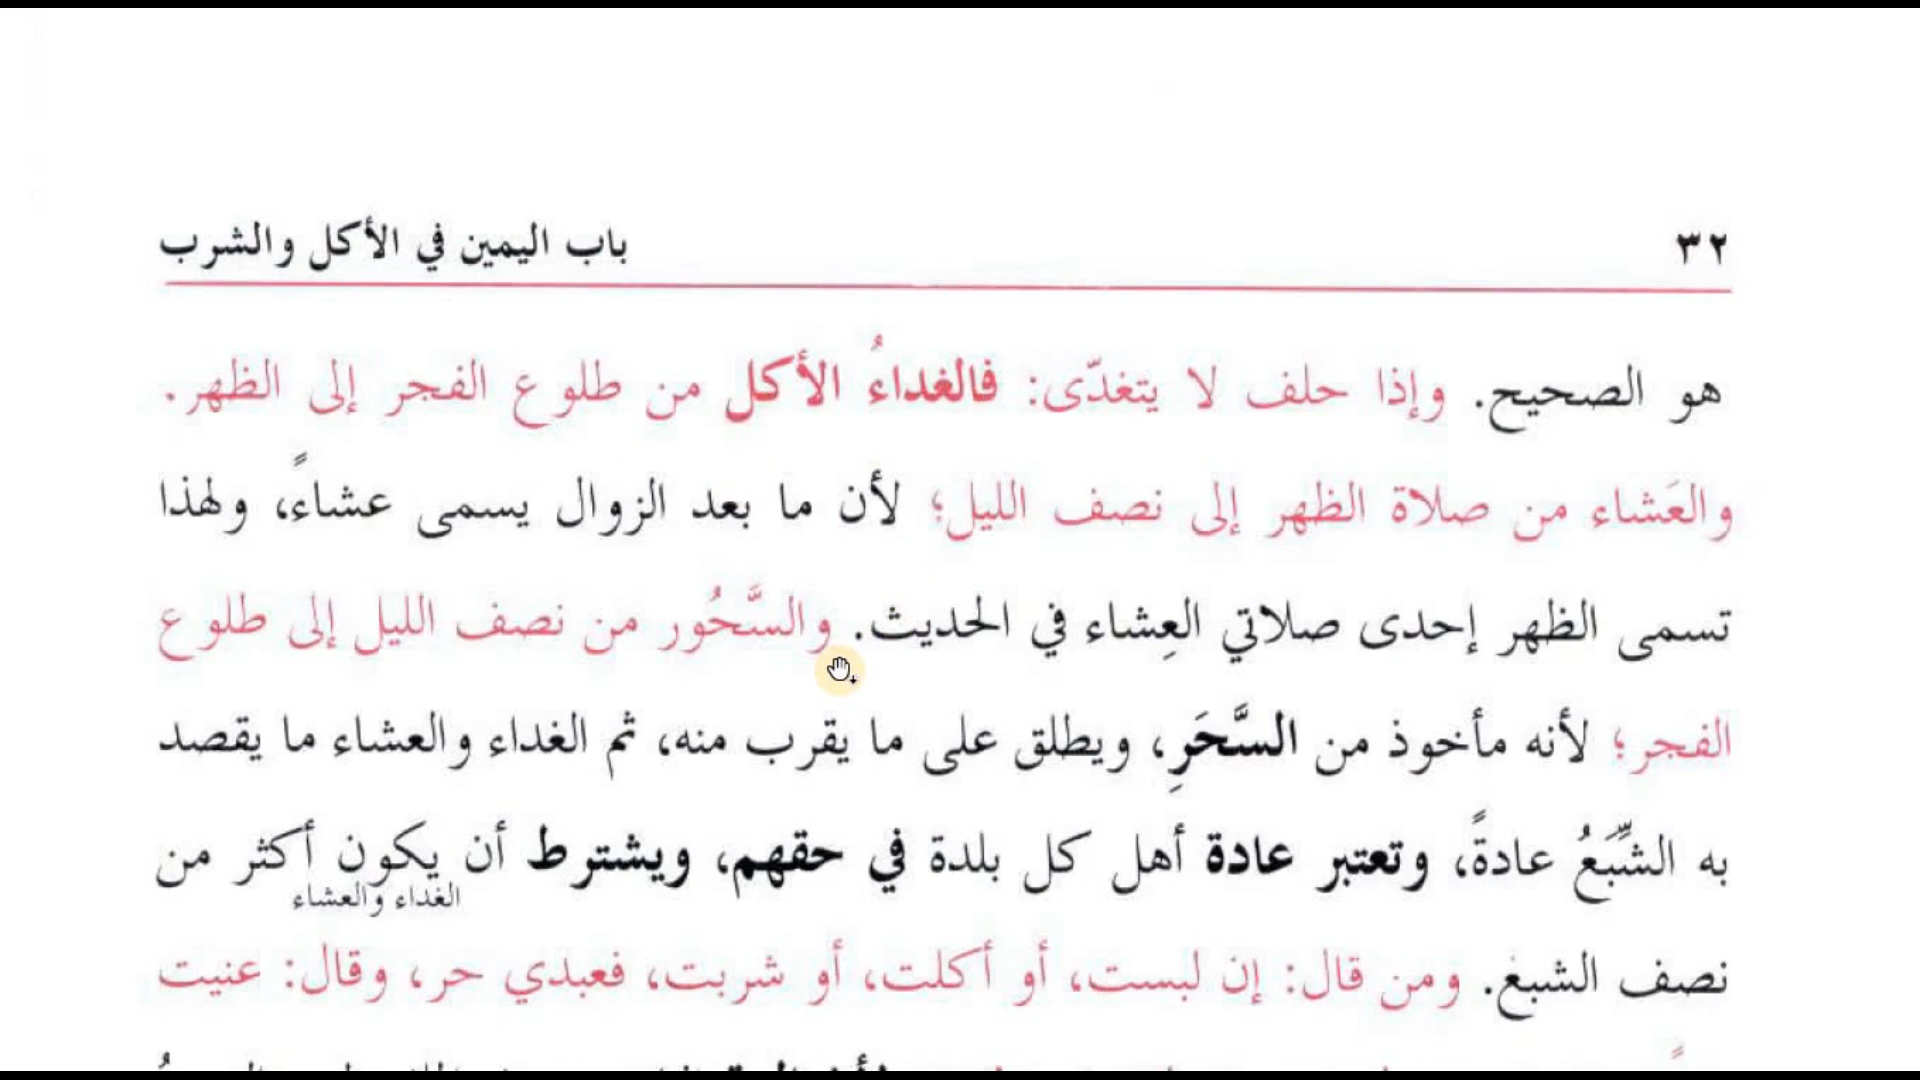 ٣٢ باب اليمين في الأكل والشرب
هو الصحيح. وإذا حلف لا يتغدّى: فالغداءُ الأكل من طلوع الفجر إلى الظهر.
والعَشاء من صلاة الظهر إلى نصف الليل؛ لأن ما بعد الزوال يسمى عشاءً، ولهذا
تسمى الظهر إحدى صلاتي العِشاء في الحديث. والسَّحُور من نصف الليل إلى طلوع
الفجر؛ لأنه مأخوذ من السَّحَرِ، ويطلق على ما يقرب منه، ثم الغداء والعشاء ما يقصد
به الشِّبَعُ عادةً، وتعتبر عادة أهل كل بلدة في حقهم، ويشترط أن يكون أكثر من
الغداء والعشاء
نصف الشبغ. ومن قال: إن لبست، أو أكلت، أو شربت، فعبدي حر، وقال: عنيت